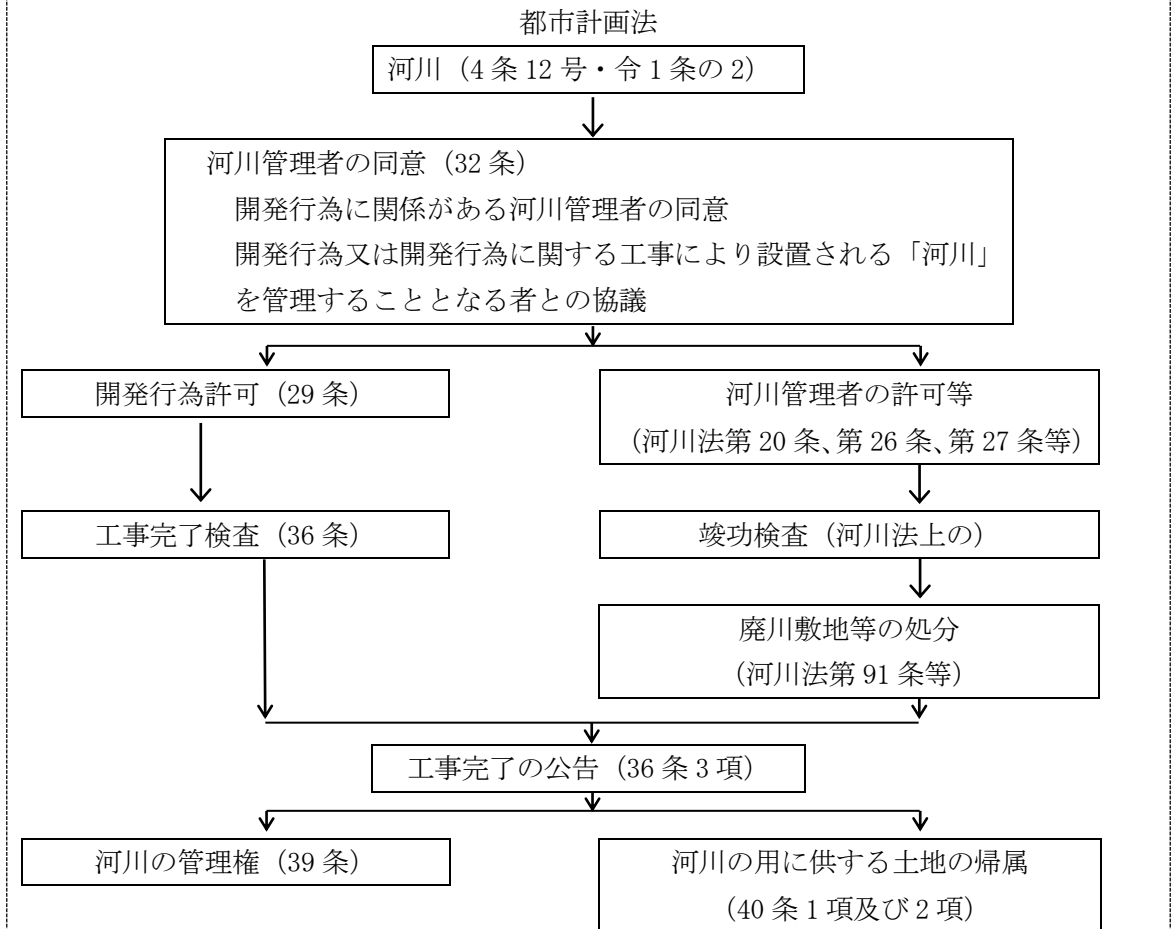 都市計画法
河川（4条12号・令1条の2）
河川管理者の同意（32条）
開発行為に関係がある河川管理者の同意
開発行為又は開発行為に関する工事により設置される「河川」
を管理することとなる者との協議
開発行為許可（29条）
河川管理者の許可等
（河川法第20条、第26条、第27条等）
工事完了検査（36条）
竣功検査（河川法上の）
廃川敷地等の処分
（河川法第91条等）
工事完了の公告（36条3項）
河川の管理権（39条）
河川の用に供する土地の帰属
（40条1項及び2項）